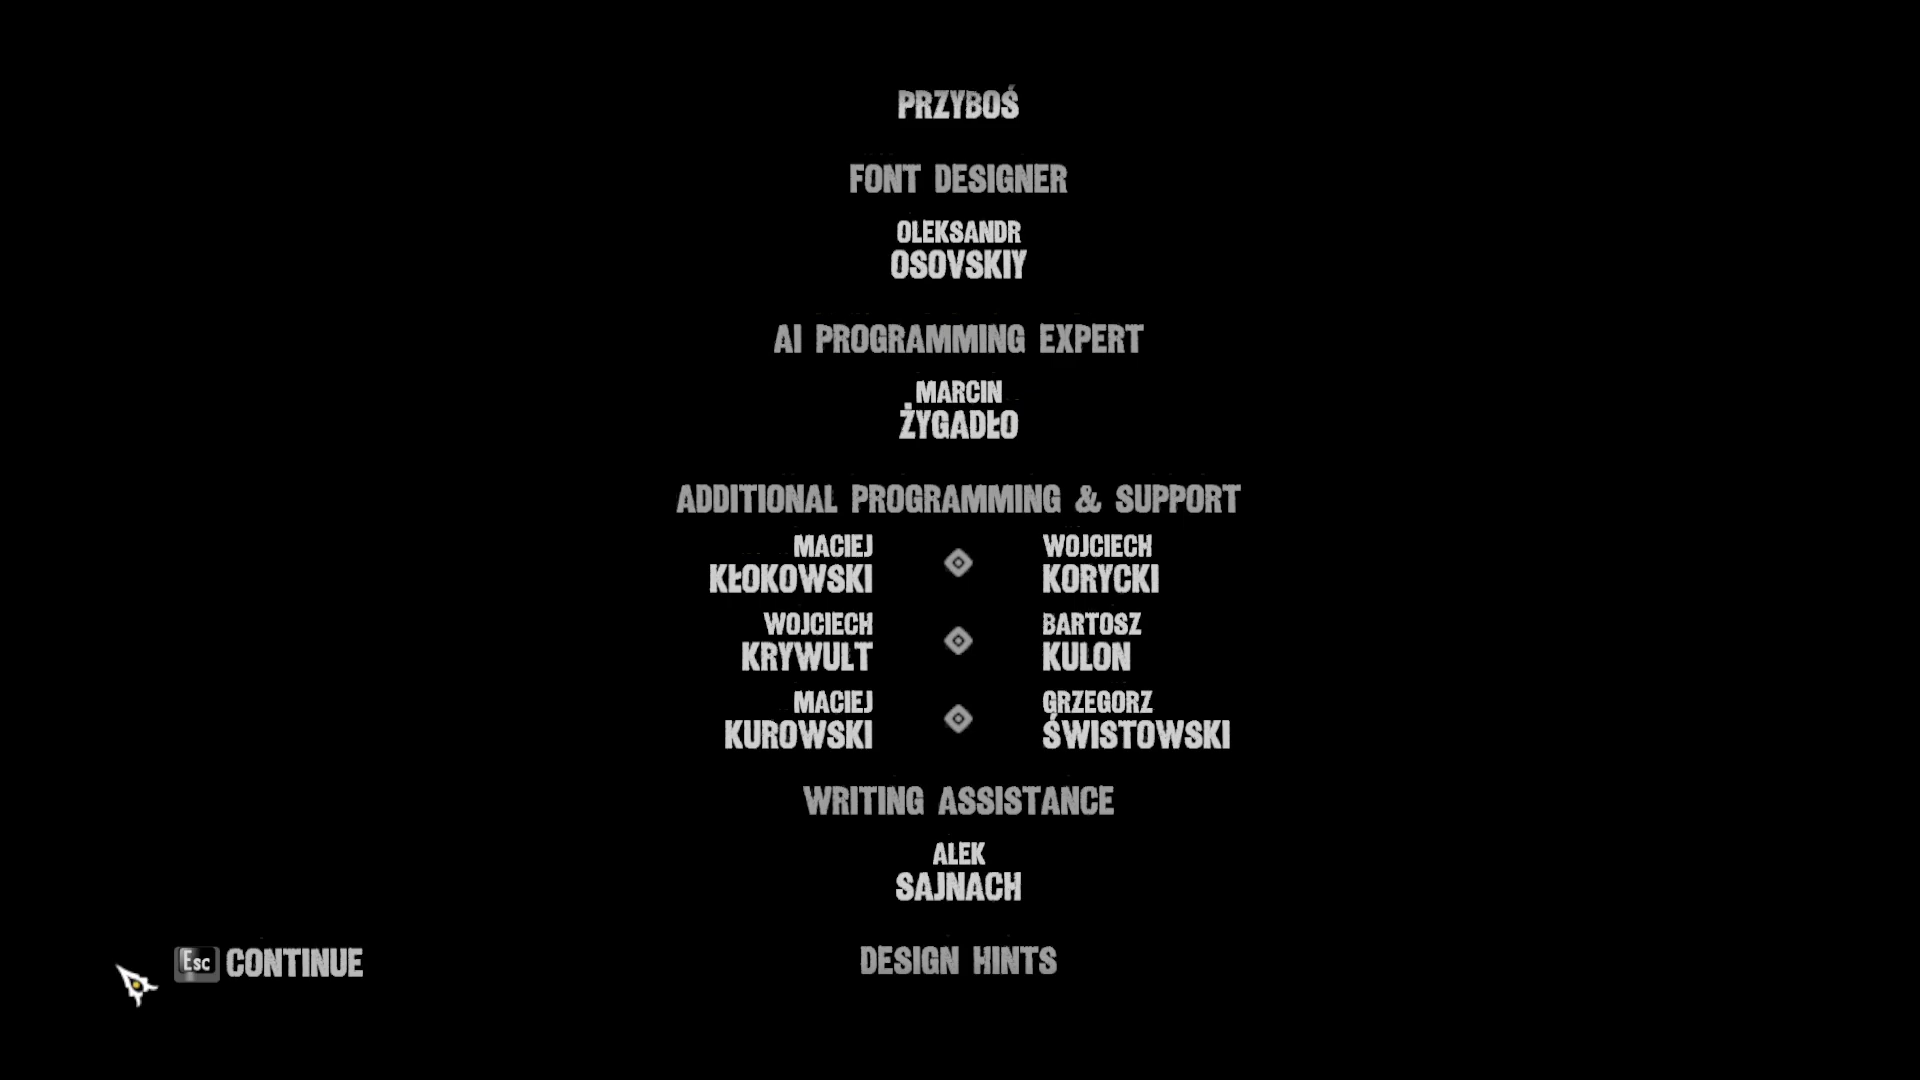 PRZYBOŚ
FONT DESIGNER
OLEKSANDR
OSOVSKIY
AI PROGRAMMING EXPERT
MARCIN
ŻYGADŁO
ADDITIONAL PROGRAMMING & SUPPORT
MACIEJ
KŁOKOWSKI
WOJCIECH
KORYCKI
WOJCIECH
KRYWULT
BARTOSZ
KULON
MACIEJ
KUROWSKI
GRZEGORZ
ŚWISTOWSKI
WRITING ASSISTANCE
ALEK
SAJNACH
DESIGN HINTS
Esc CONTINUE